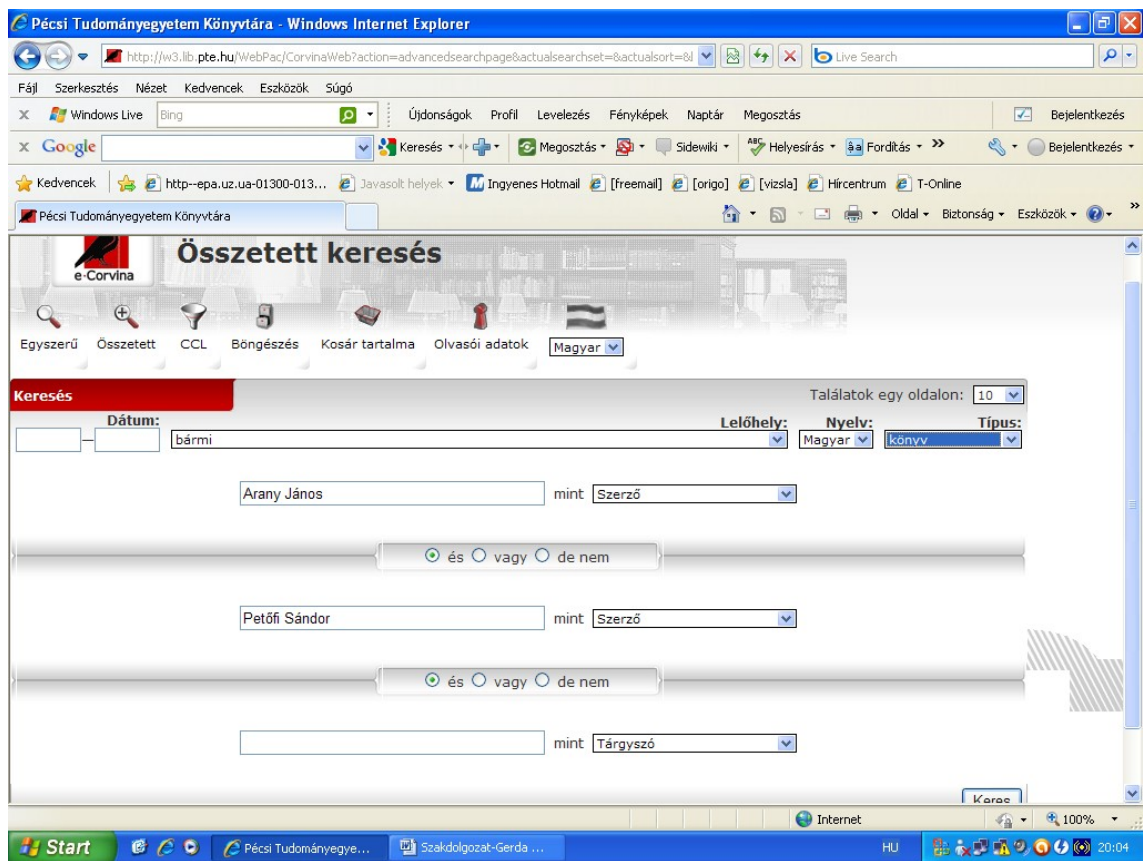 Pécsi Tudományegyetem Könyvtára - Windows Internet Explorer
http://w3.lib.pte.hu/WebPac/CorvinaWeb?action=advancedsearchpage&actualsearchset=&actualsort=& Live Search
Fájl Szerkesztés Nézet Kedvencek Eszközök Súgó
x Windows Live Bing Újdonságok Profil Levelezés Fényképek Naptár Megosztás Bejelentkezés
x Google Keresés Megosztás Sidewiki ABC Helyesírás Fordítás » Bejelentkezés
Kedvencek http--epa.uz.ua-01300-013... Javasolt helyek Ingyenes Hotmail [freemail] [origo] [vizsla] Hírcentrum T-Online
Pécsi Tudományegyetem Könyvtára Oldal Biztonság Eszközök »
e-Corvina Összetett keresés
Egyszerű Összetett CCL Böngészés Kosár tartalma Olvasói adatok Magyar
Keresés Találatok egy oldalon: 10
Dátum: Lelőhely: Nyelv: Típus:
— bármi Magyar könyv
Arany János mint Szerző
és vagy de nem
Petőfi Sándor mint Szerző
és vagy de nem
mint Tárgyszó
Keres
Internet 100%
Start Pécsi Tudományegye... Szakdolgozat-Gerda ... HU 20:04